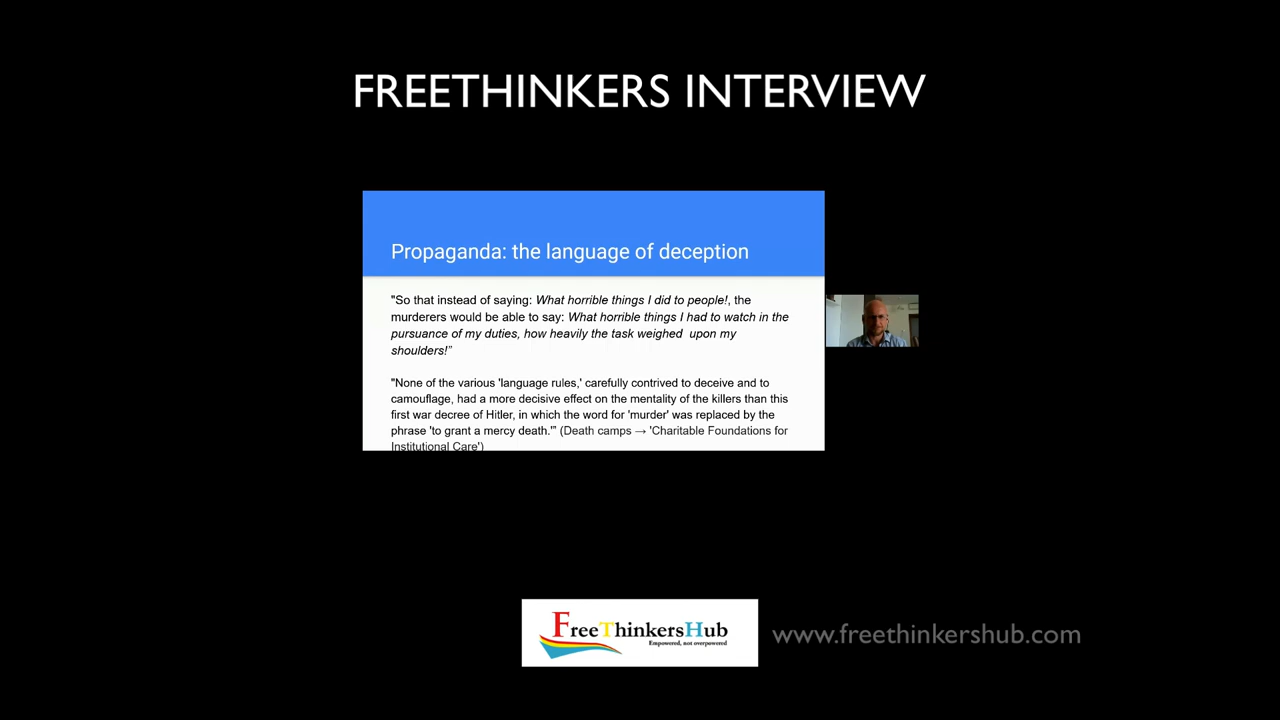 FREETHINKERS INTERVIEW
Propaganda: the language of deception
"So that instead of saying: What horrible things I did to people!, the
murderers would be able to say: What horrible things I had to watch in the
pursuance of my duties, how heavily the task weighed upon my
shoulders!”
"None of the various 'language rules,' carefully contrived to deceive and to
camouflage, had a more decisive effect on the mentality of the killers than this
first war decree of Hitler, in which the word for 'murder' was replaced by the
phrase 'to grant a mercy death.'" (Death camps → 'Charitable Foundations for
Institutional Care')
FreeThinkersHub
Empowered, not overpowered
www.freethinkershub.com